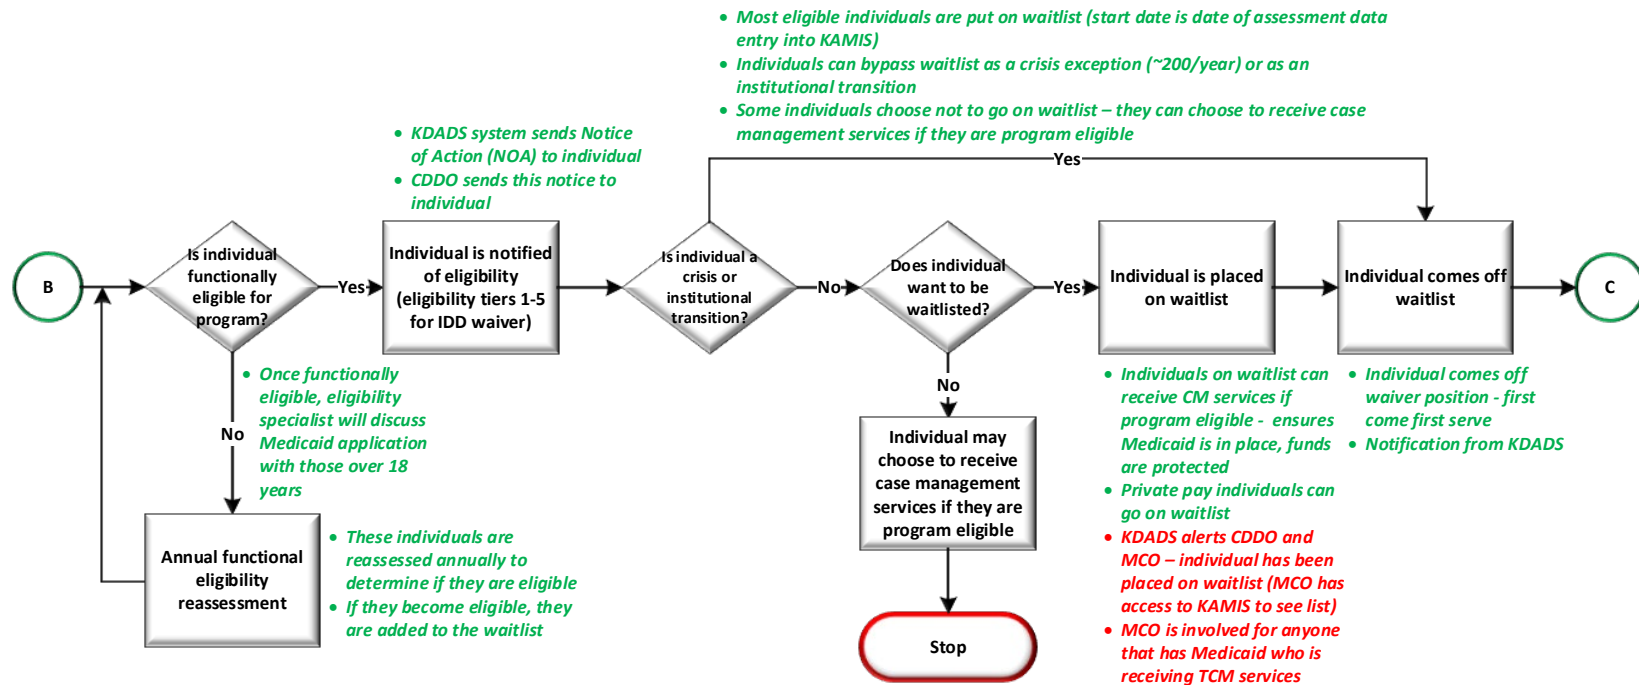 • Most eligible individuals are put on waitlist (start date is date of assessment data
entry into KAMIS)
• Individuals can bypass waitlist as a crisis exception (~200/year) or as an
institutional transition
• Some individuals choose not to go on waitlist – they can choose to receive case
management services if they are program eligible
• KDADS system sends Notice
of Action (NOA) to individual
• CDDO sends this notice to
individual
Yes
B
Is individual
functionally
eligible for
program?
Yes
Individual is notified
of eligibility
(eligibility tiers 1-5
for IDD waiver)
Is individual a
crisis or
institutional
transition?
No
Does individual
want to be
waitlisted?
Yes
Individual is placed
on waitlist
Individual comes off
waitlist
C
No
• Once functionally
eligible, eligibility
specialist will discuss
Medicaid application
with those over 18
years
No
Individual may
choose to receive
case management
services if they are
program eligible
• Individuals on waitlist can
receive CM services if
program eligible - ensures
Medicaid is in place, funds
are protected
• Private pay individuals can
go on waitlist
• KDADS alerts CDDO and
MCO – individual has been
placed on waitlist (MCO has
access to KAMIS to see list)
• MCO is involved for anyone
that has Medicaid who is
receiving TCM services
• Individual comes off
waiver position - first
come first serve
• Notification from KDADS
Annual functional
eligibility
reassessment
• These individuals are
reassessed annually to
determine if they are eligible
• If they become eligible, they
are added to the waitlist
Stop